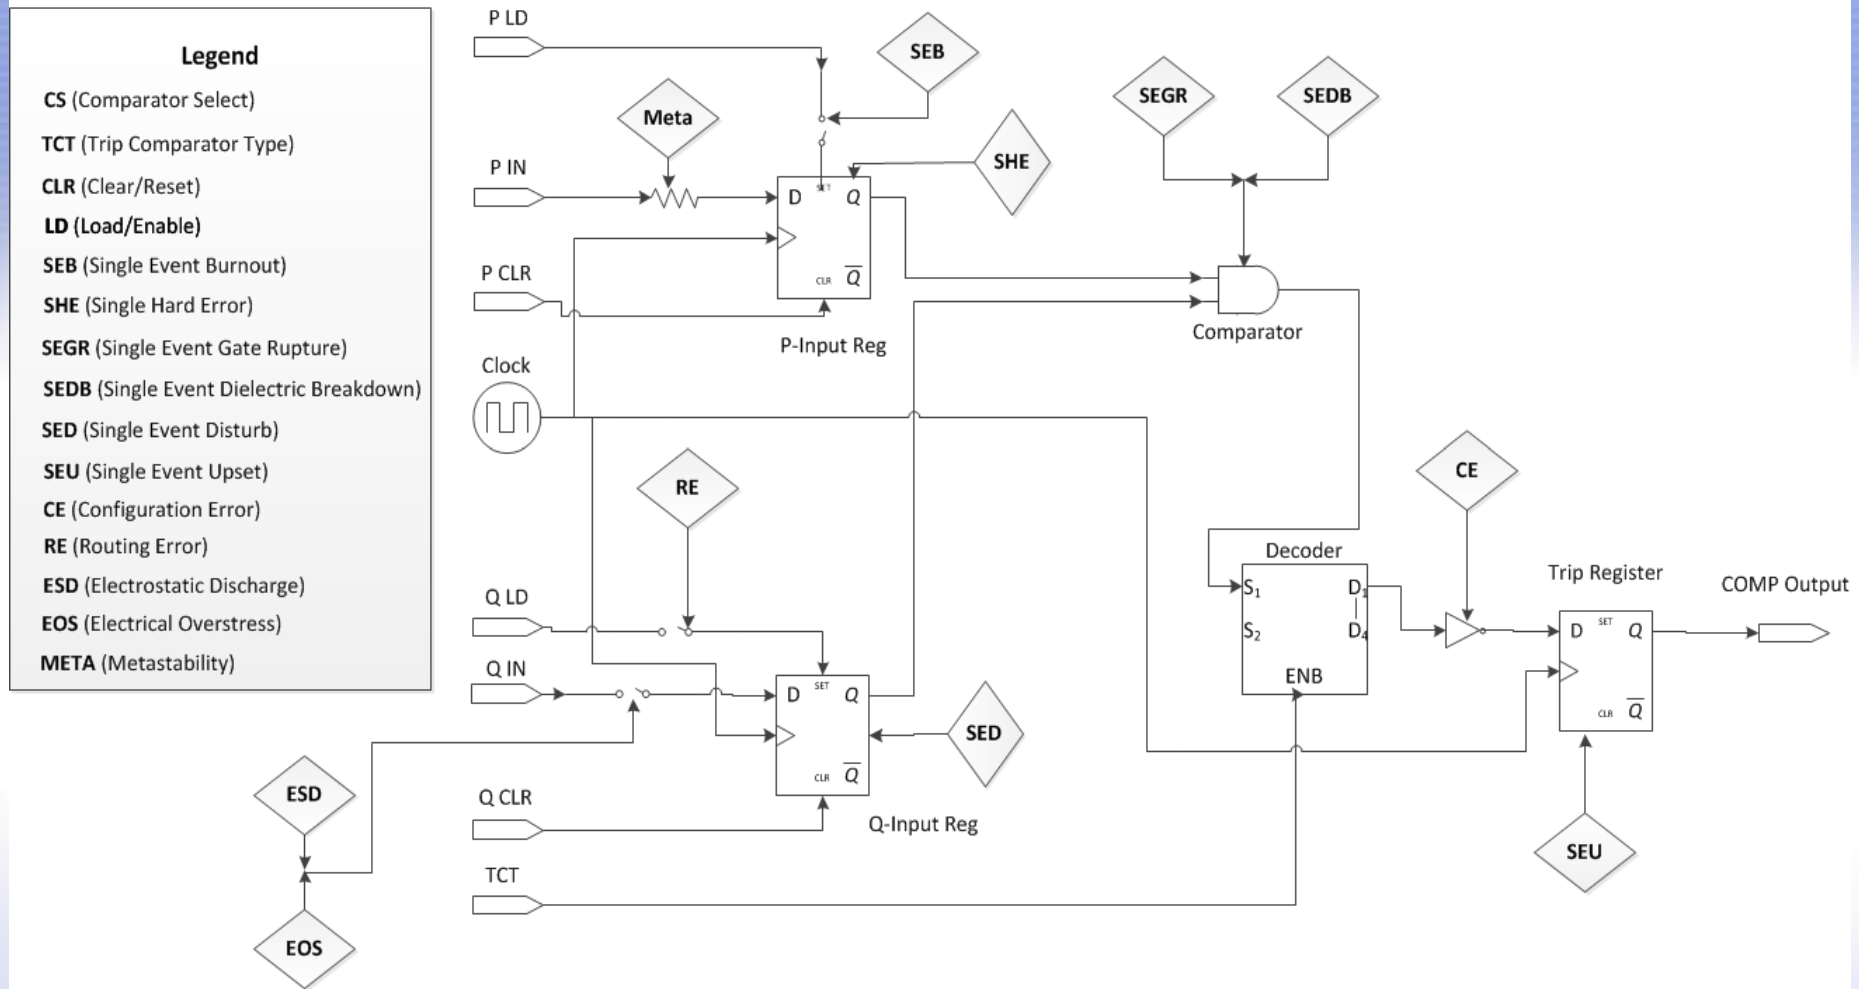 Legend
CS (Comparator Select)
TCT (Trip Comparator Type)
CLR (Clear/Reset)
LD (Load/Enable)
SEB (Single Event Burnout)
SHE (Single Hard Error)
SEGR (Single Event Gate Rupture)
SEDB (Single Event Dielectric Breakdown)
SED (Single Event Disturb)
SEU (Single Event Upset)
CE (Configuration Error)
RE (Routing Error)
ESD (Electrostatic Discharge)
EOS (Electrical Overstress)
META (Metastability)
P LD
SEB
SEGR
SEDB
Meta
SHE
P IN
D
SET
Q
P CLR
CLR
Q
P-Input Reg
Comparator
Clock
RE
CE
Decoder
S1
D1
S2
D4
ENB
Trip Register
COMP Output
D
SET
Q
CLR
Q
Q LD
Q IN
D
SET
Q
SED
CLR
Q
Q CLR
Q-Input Reg
ESD
EOS
TCT
SEU